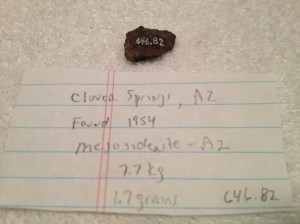 646.82
Clover Springs, AZ
Found 1954
mesosiderite - A2
7.7 kg
1.7 grams 646.82